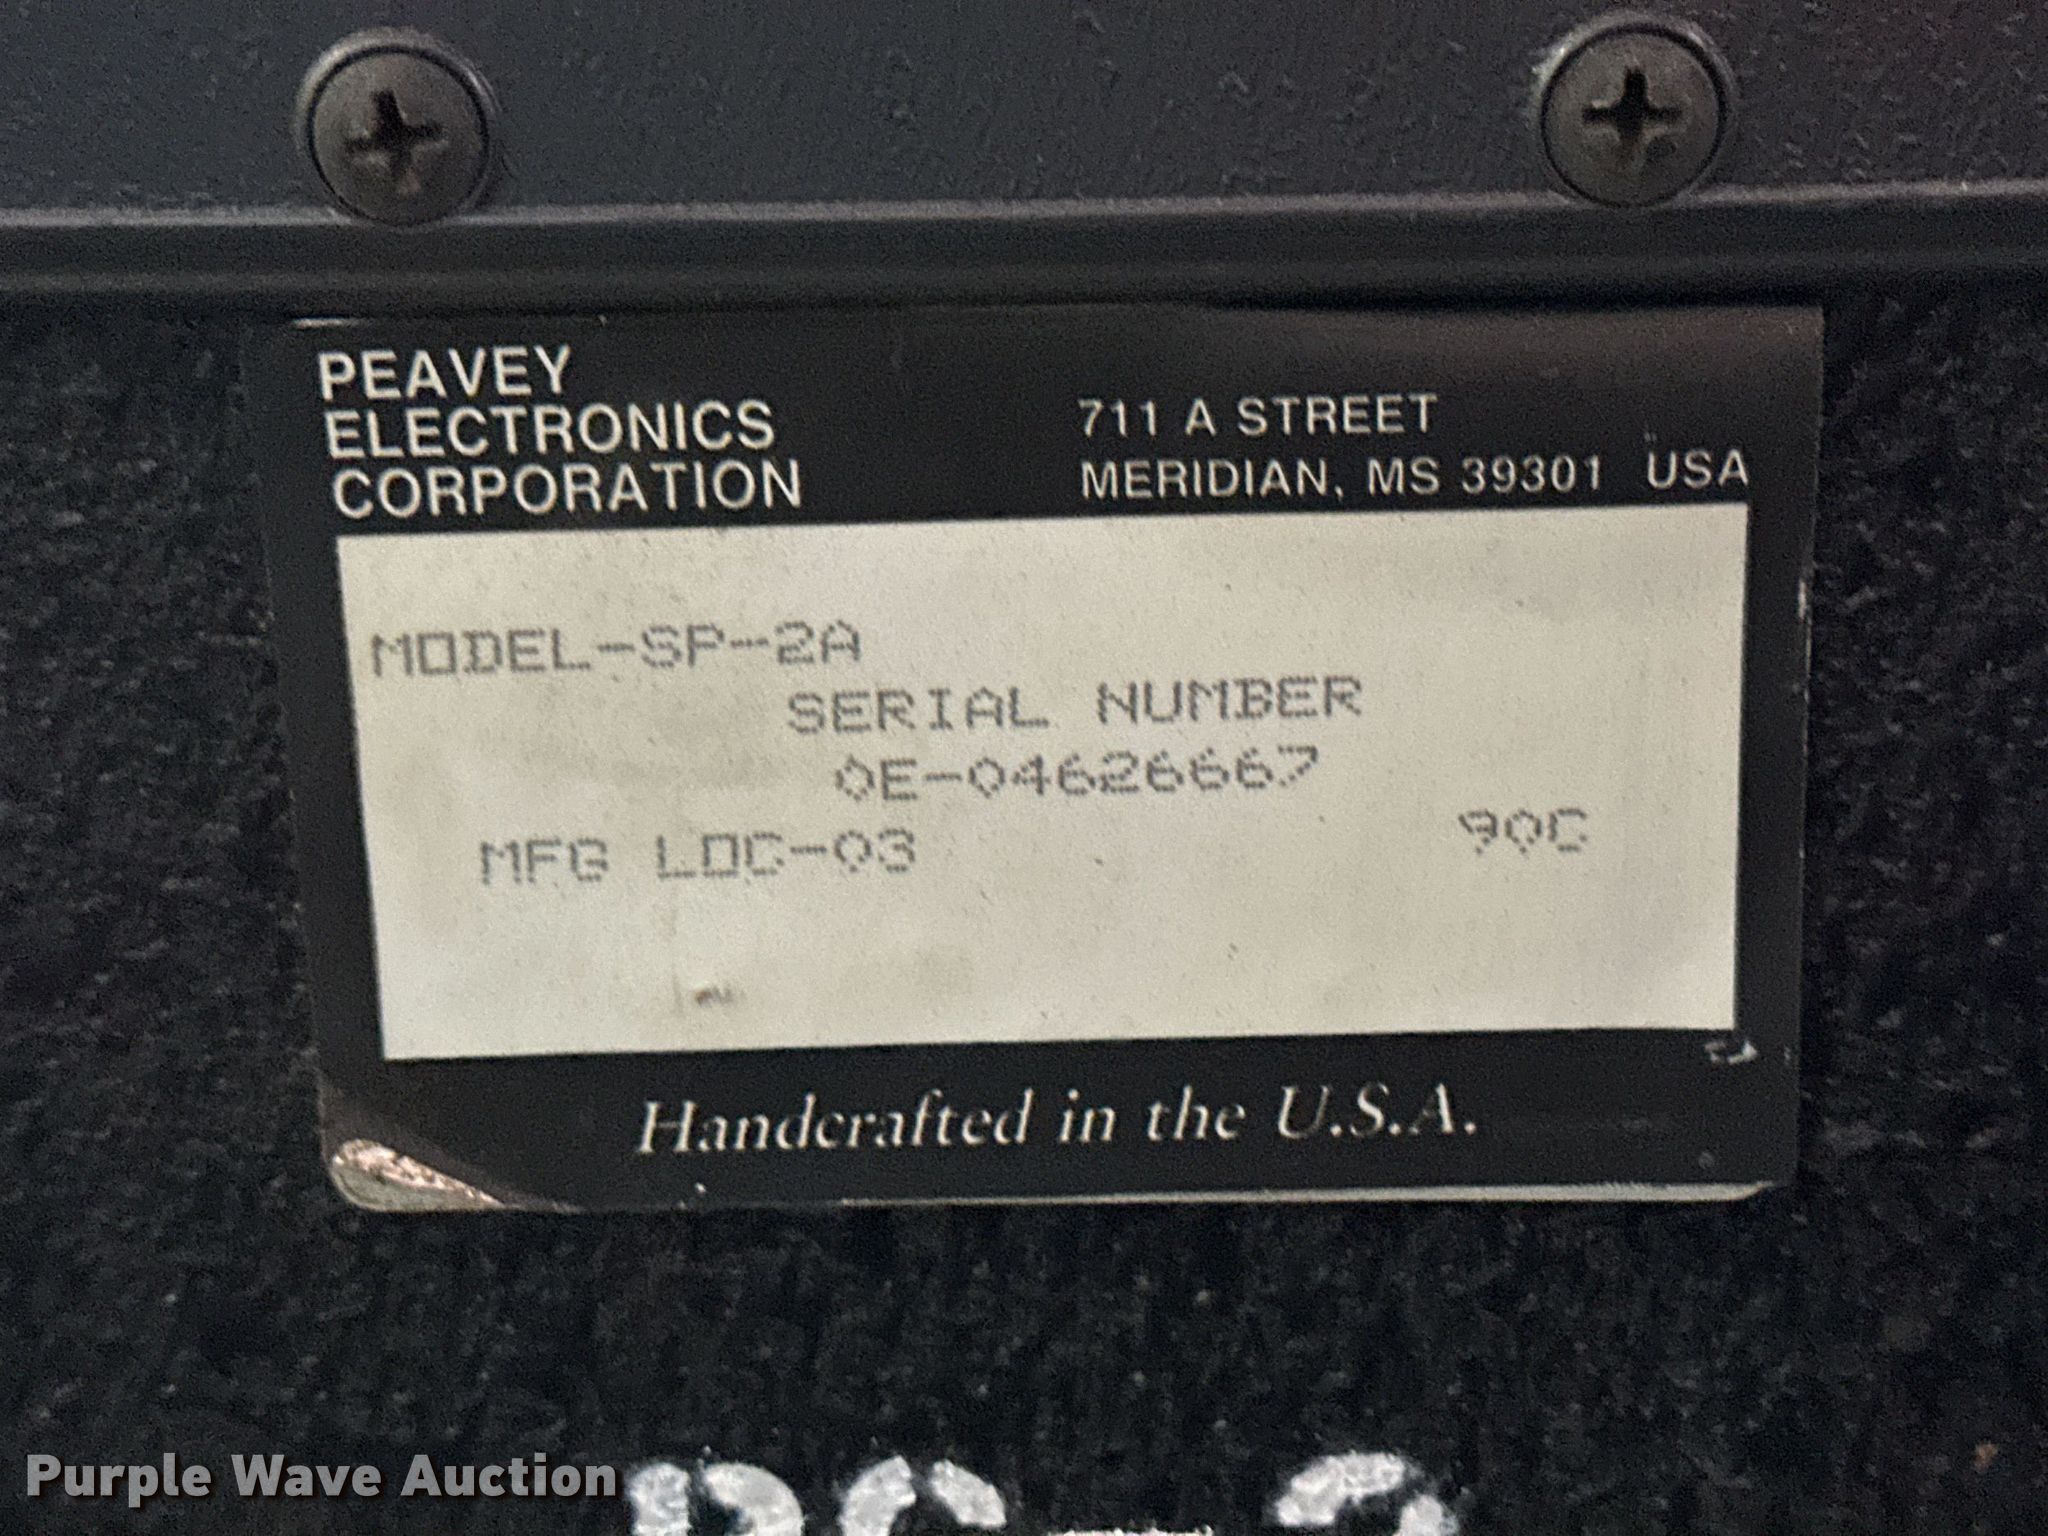 PEAVEY
ELECTRONICS
CORPORATION
711 A STREET
MERIDIAN, MS 39301 USA
MODEL-SP-2A
SERIAL NUMBER
0E-04626667
MFG LOC-03 90C
Handcrafted in the U.S.A.
Purple Wave Auction